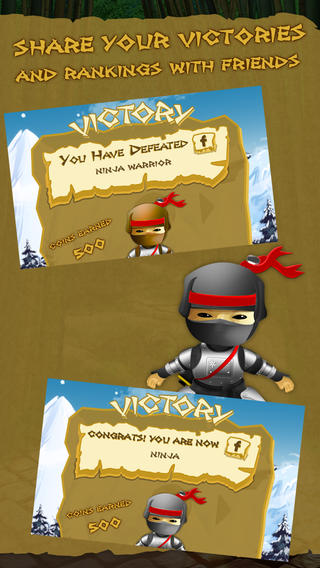 SHARE YOUR VICTORIES
AND RANKINGS WITH FRIENDS
VICTORY
YOU HAVE DEFEATED
NINJA WARRIOR
f
COINS EARNED
500
VICTORY
CONGRATS! YOU ARE NOW
NINJA
f
COINS EARNED
500